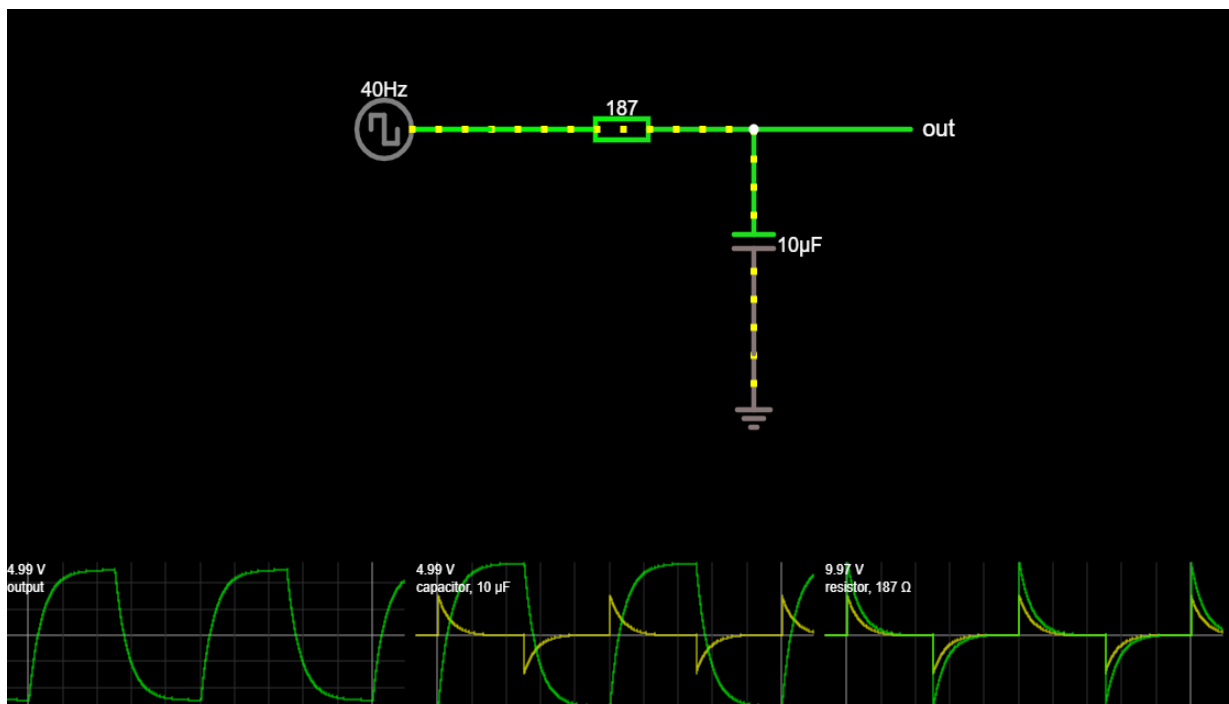 40Hz
187
out
10µF
4.99 V
output
4.99 V
capacitor, 10 µF
9.97 V
resistor, 187 Ω